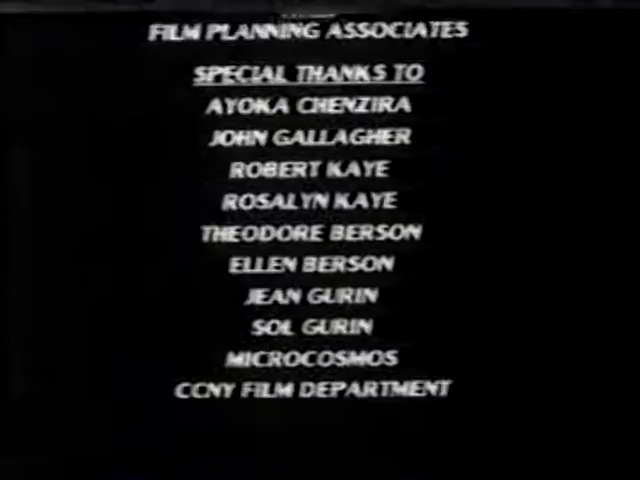 FILM PLANNING ASSOCIATES
SPECIAL THANKS TO
AYOKA CHENZIRA
JOHN GALLAGHER
ROBERT KAYE
ROSALYN KAYE
THEODORE BERSON
ELLEN BERSON
JEAN GURIN
SOL GURIN
MICROCOSMOS
CCNY FILM DEPARTMENT